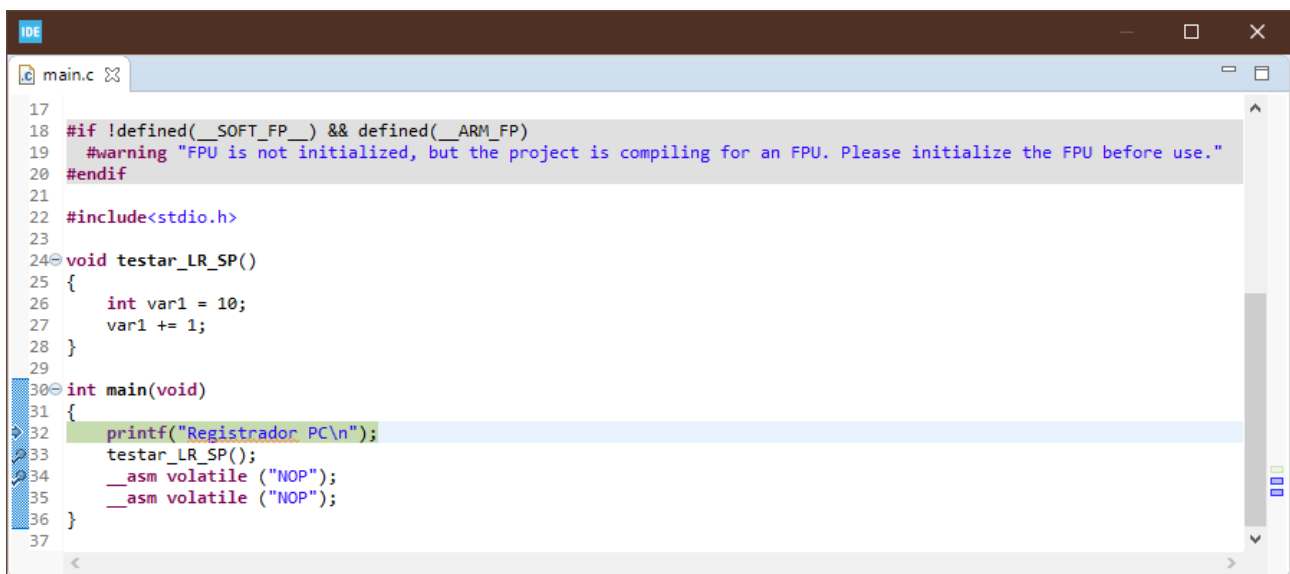 IDE
main.c
17
18 #if !defined(__SOFT_FP__) && defined(__ARM_FP)
19   #warning "FPU is not initialized, but the project is compiling for an FPU. Please initialize the FPU before use."
20 #endif
21
22 #include<stdio.h>
23
24 void testar_LR_SP()
25 {
26     int var1 = 10;
27     var1 += 1;
28 }
29
30 int main(void)
31 {
32     printf("Registrador PC\n");
33     testar_LR_SP();
34     __asm volatile ("NOP");
35     __asm volatile ("NOP");
36 }
37